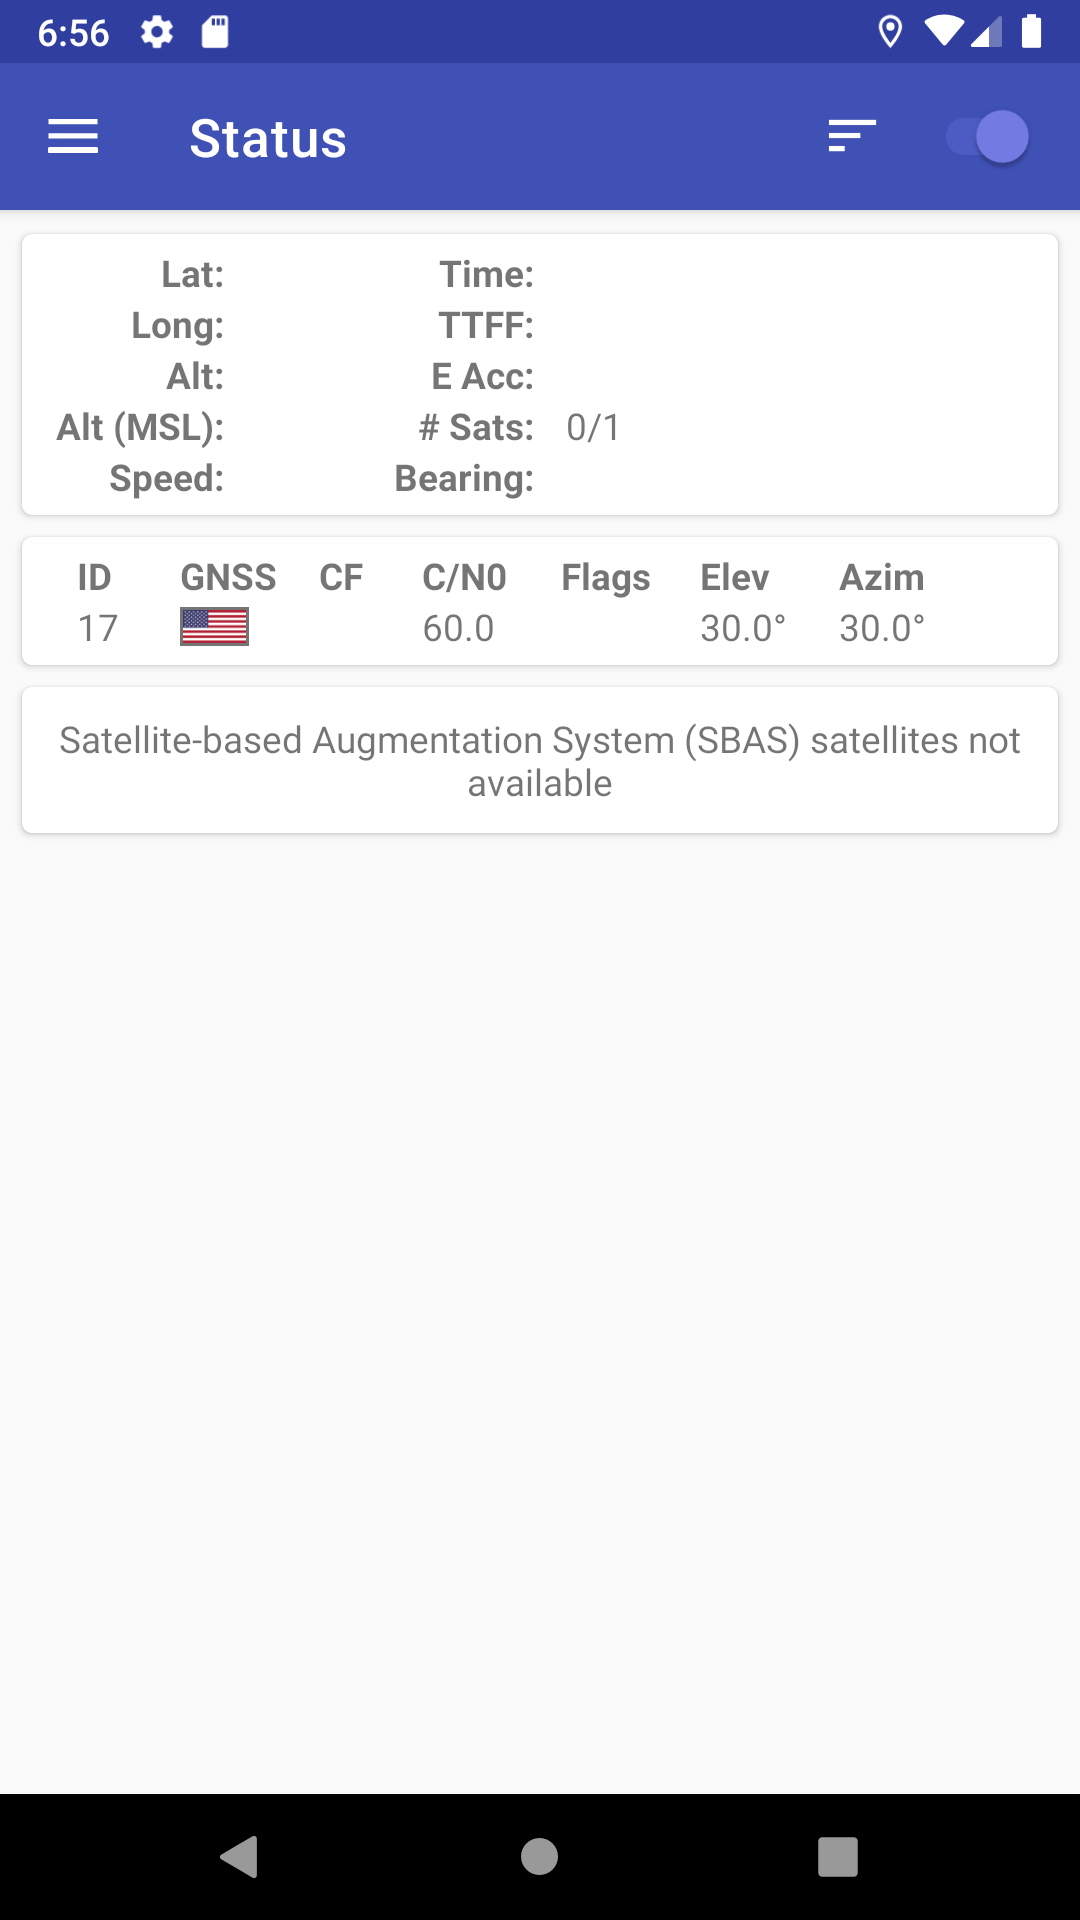 6:56
Status
Lat: Time:
Long: TTFF:
Alt: E Acc:
Alt (MSL): # Sats: 0/1
Speed: Bearing:
ID GNSS CF C/N0 Flags Elev Azim
17 60.0 30.0° 30.0°
Satellite-based Augmentation System (SBAS) satellites not
available